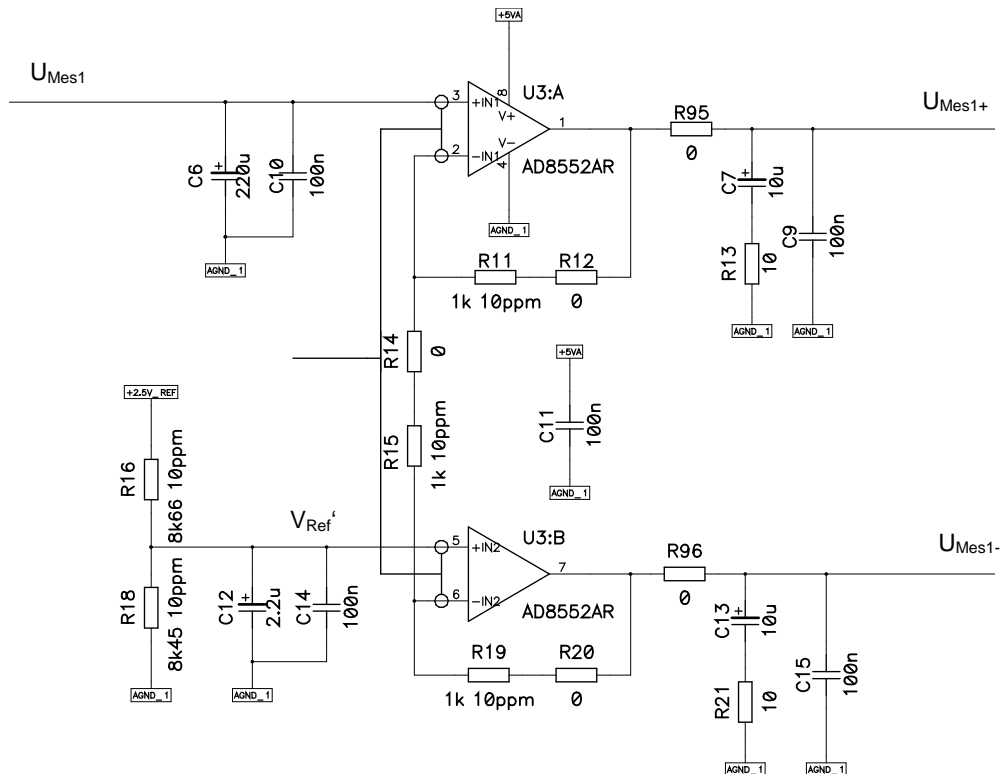 +5VA
U_Mes1
3
+IN1
8
V+
U3:A
1
2
-IN1
V-
4
AD8552AR
R95
0
U_Mes1+
C6
+
220u
C10
100n
AGND_1
AGND_1
C7
+
10u
R13
10
C9
100n
AGND_1
AGND_1
R11
R12
1k 10ppm
0
R14
0
+5VA
C11
100n
AGND_1
R15
1k 10ppm
+2.5V_REF
R16
8k66 10ppm
V_Ref'
R18
8k45 10ppm
AGND_1
C12
+
2.2u
C14
100n
AGND_1
5
+IN2
U3:B
7
6
-IN2
AD8552AR
R96
0
U_Mes1-
R19
R20
1k 10ppm
0
C13
+
10u
R21
10
C15
100n
AGND_1
AGND_1